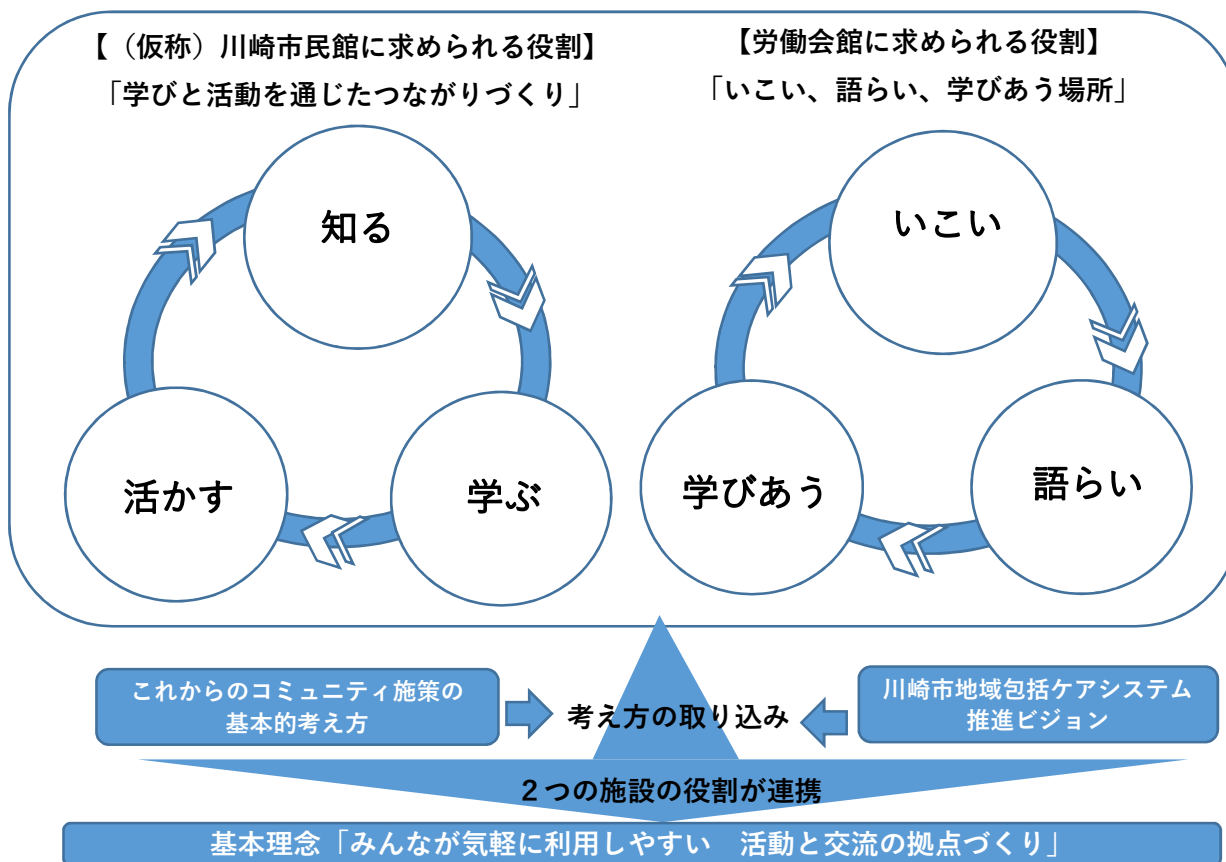 【（仮称）川崎市民館に求められる役割】
「学びと活動を通じたつながりづくり」
知る
学ぶ
活かす
【労働会館に求められる役割】
「いこい、語らい、学びあう場所」
いこい
語らい
学びあう
これからのコミュニティ施策の
基本的考え方
考え方の取り込み
川崎市地域包括ケアシステム
推進ビジョン
２つの施設の役割が連携
基本理念「みんなが気軽に利用しやすい　活動と交流の拠点づくり」